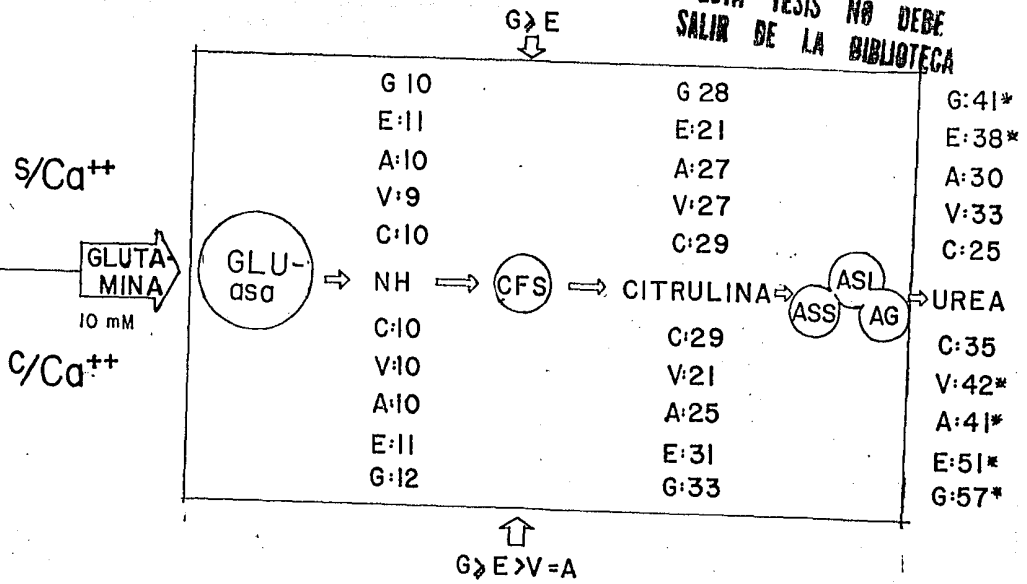 ESTA TESIS NO DEBE
SALIR DE LA BIBLIOTECA
G⩾E
S/Ca++
C/Ca++
GLUTA-
MINA
10 mM
GLU-
asa
G 10
E:11
A:10
V:9
C:10
NH
C:10
V:10
A:10
E:11
G:12
CFS
G 28
E:21
A:27
V:27
C:29
CITRULINA
C:29
V:21
A:25
E:31
G:33
ASS
ASL
AG
G:41*
E:38*
A:30
V:33
C:25
UREA
C:35
V:42*
A:41*
E:51*
G:57*
G⩾E>V=A